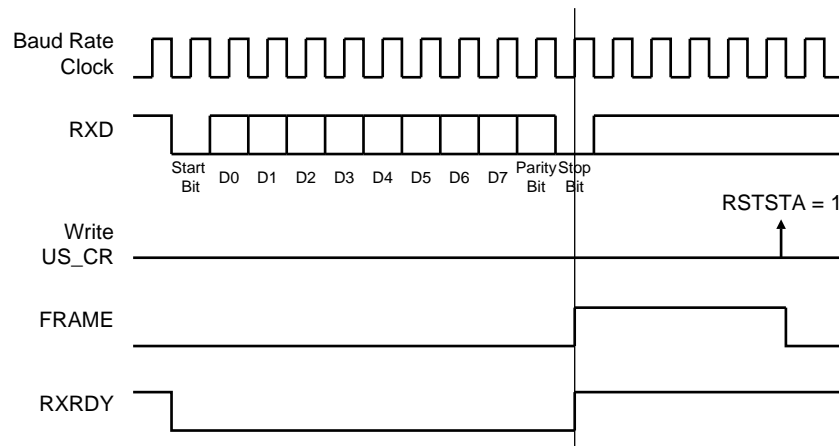 Baud Rate
Clock
RXD
Start
Bit
D0 D1 D2 D3 D4 D5 D6 D7
Parity
Bit
Stop
Bit
RSTSTA = 1
Write
US_CR
FRAME
RXRDY